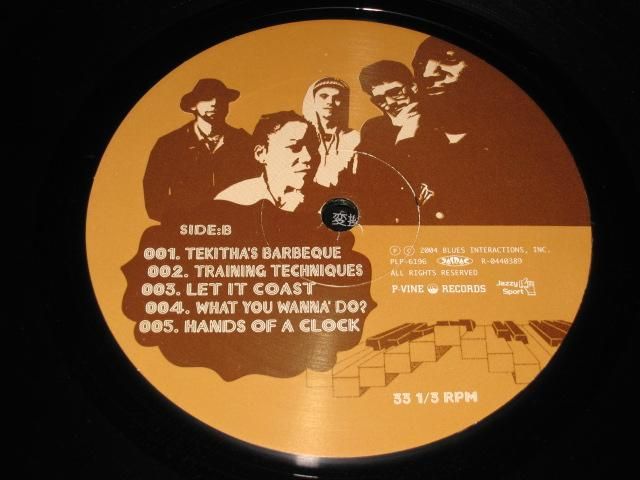 SIDE:B
001. TEKITHA'S BARBEQUE
002. TRAINING TECHNIQUES
003. LET IT COAST
004. WHAT YOU WANNA' DO?
005. HANDS OF A CLOCK
Ⓟ Ⓒ 2004 BLUES INTERACTIONS, INC.
PLP-6196 JASRAC R-0440389
ALL RIGHTS RESERVED
P-VINE RECORDS Jazzy Sport
33 1/3 RPM